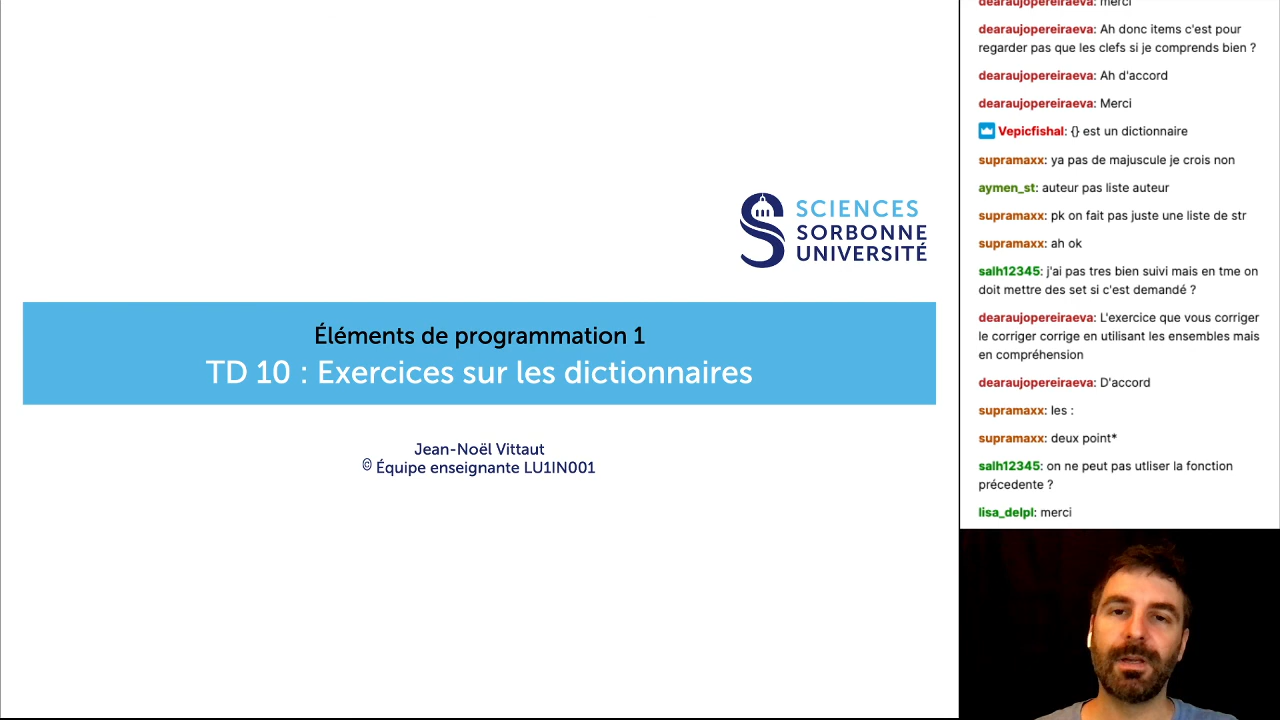 SCIENCES
SORBONNE
UNIVERSITÉ
Éléments de programmation 1
TD 10 : Exercices sur les dictionnaires
Jean-Noël Vittaut
© Équipe enseignante LU1IN001
dearaujopereiraeva: merci
dearaujopereiraeva: Ah donc items c'est pour
regarder pas que les clefs si je comprends bien ?
dearaujopereiraeva: Ah d'accord
dearaujopereiraeva: Merci
Vepicfishal: {} est un dictionnaire
supramaxx: ya pas de majuscule je crois non
aymen_st: auteur pas liste auteur
supramaxx: pk on fait pas juste une liste de str
supramaxx: ah ok
salh12345: j'ai pas tres bien suivi mais en tme on
doit mettre des set si c'est demandé ?
dearaujopereiraeva: L'exercice que vous corriger
le corriger corrige en utilisant les ensembles mais
en compréhension
dearaujopereiraeva: D'accord
supramaxx: les :
supramaxx: deux point*
salh12345: on ne peut pas utliser la fonction
précedente ?
lisa_delpl: merci